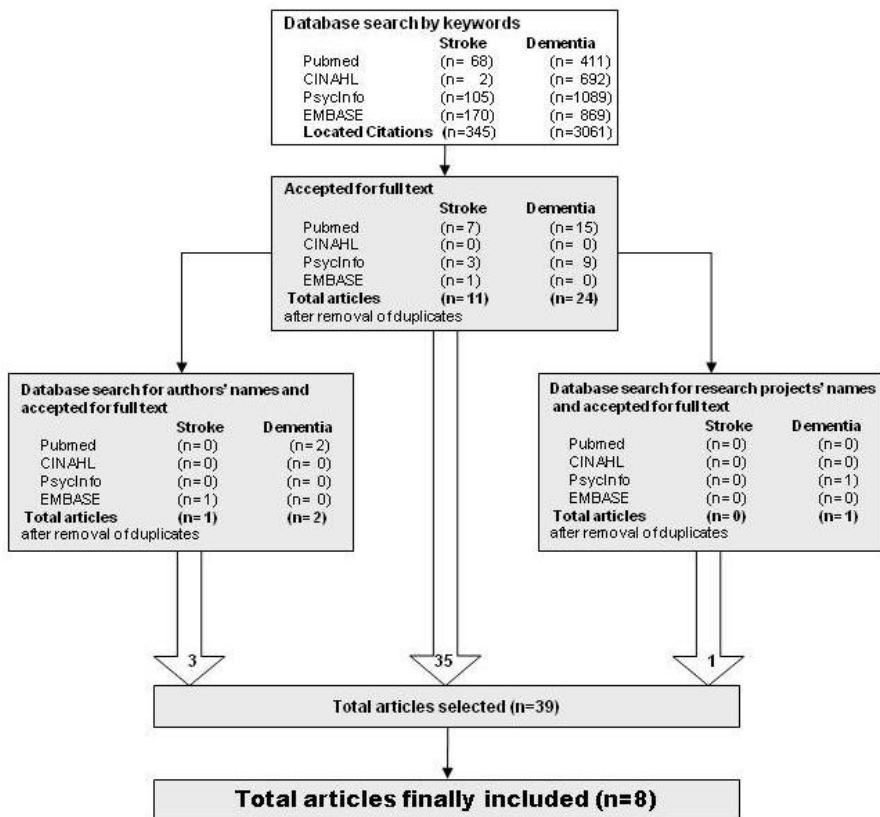 Database search by keywords
Stroke Dementia
Pubmed (n= 68) (n= 411)
CINAHL (n= 2) (n= 692)
PsycInfo (n=105) (n=1089)
EMBASE (n=170) (n= 869)
Located Citations (n=345) (n=3061)
Accepted for full text
Stroke Dementia
Pubmed (n=7) (n=15)
CINAHL (n=0) (n= 0)
PsycInfo (n=3) (n= 9)
EMBASE (n=1) (n= 0)
Total articles (n=11) (n=24)
after removal of duplicates
Database search for authors' names and
accepted for full text
Stroke Dementia
Pubmed (n=0) (n=2)
CINAHL (n=0) (n= 0)
PsycInfo (n=0) (n= 0)
EMBASE (n=1) (n= 0)
Total articles (n=1) (n=2)
after removal of duplicates
Database search for research projects' names
and accepted for full text
Stroke Dementia
Pubmed (n=0) (n=0)
CINAHL (n=0) (n=0)
PsycInfo (n=0) (n=1)
EMBASE (n=0) (n=0)
Total articles (n=0) (n=1)
after removal of duplicates
3
35
1
Total articles selected (n=39)
Total articles finally included (n=8)